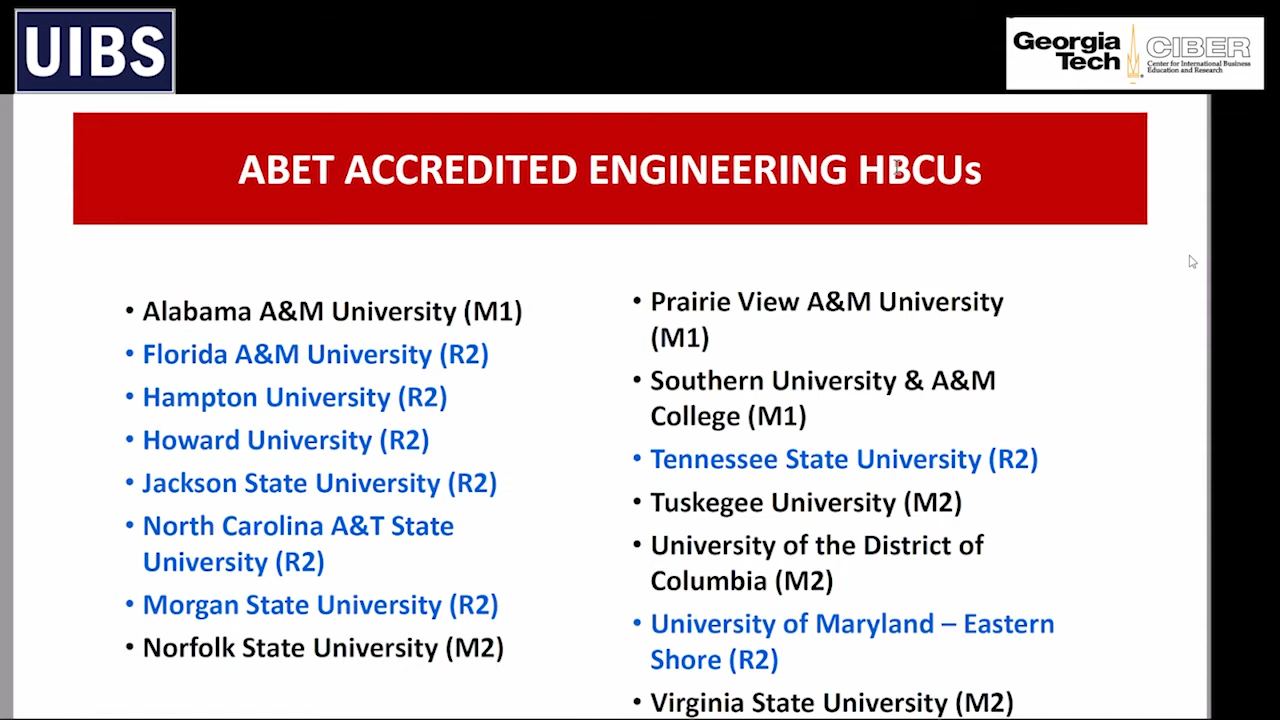 UIBS
Georgia Tech
CIBER
Center for International Business
Education and Research
ABET ACCREDITED ENGINEERING HBCUs
• Alabama A&M University (M1)
• Florida A&M University (R2)
• Hampton University (R2)
• Howard University (R2)
• Jackson State University (R2)
• North Carolina A&T State
University (R2)
• Morgan State University (R2)
• Norfolk State University (M2)
• Prairie View A&M University
(M1)
• Southern University & A&M
College (M1)
• Tennessee State University (R2)
• Tuskegee University (M2)
• University of the District of
Columbia (M2)
• University of Maryland – Eastern
Shore (R2)
• Virginia State University (M2)